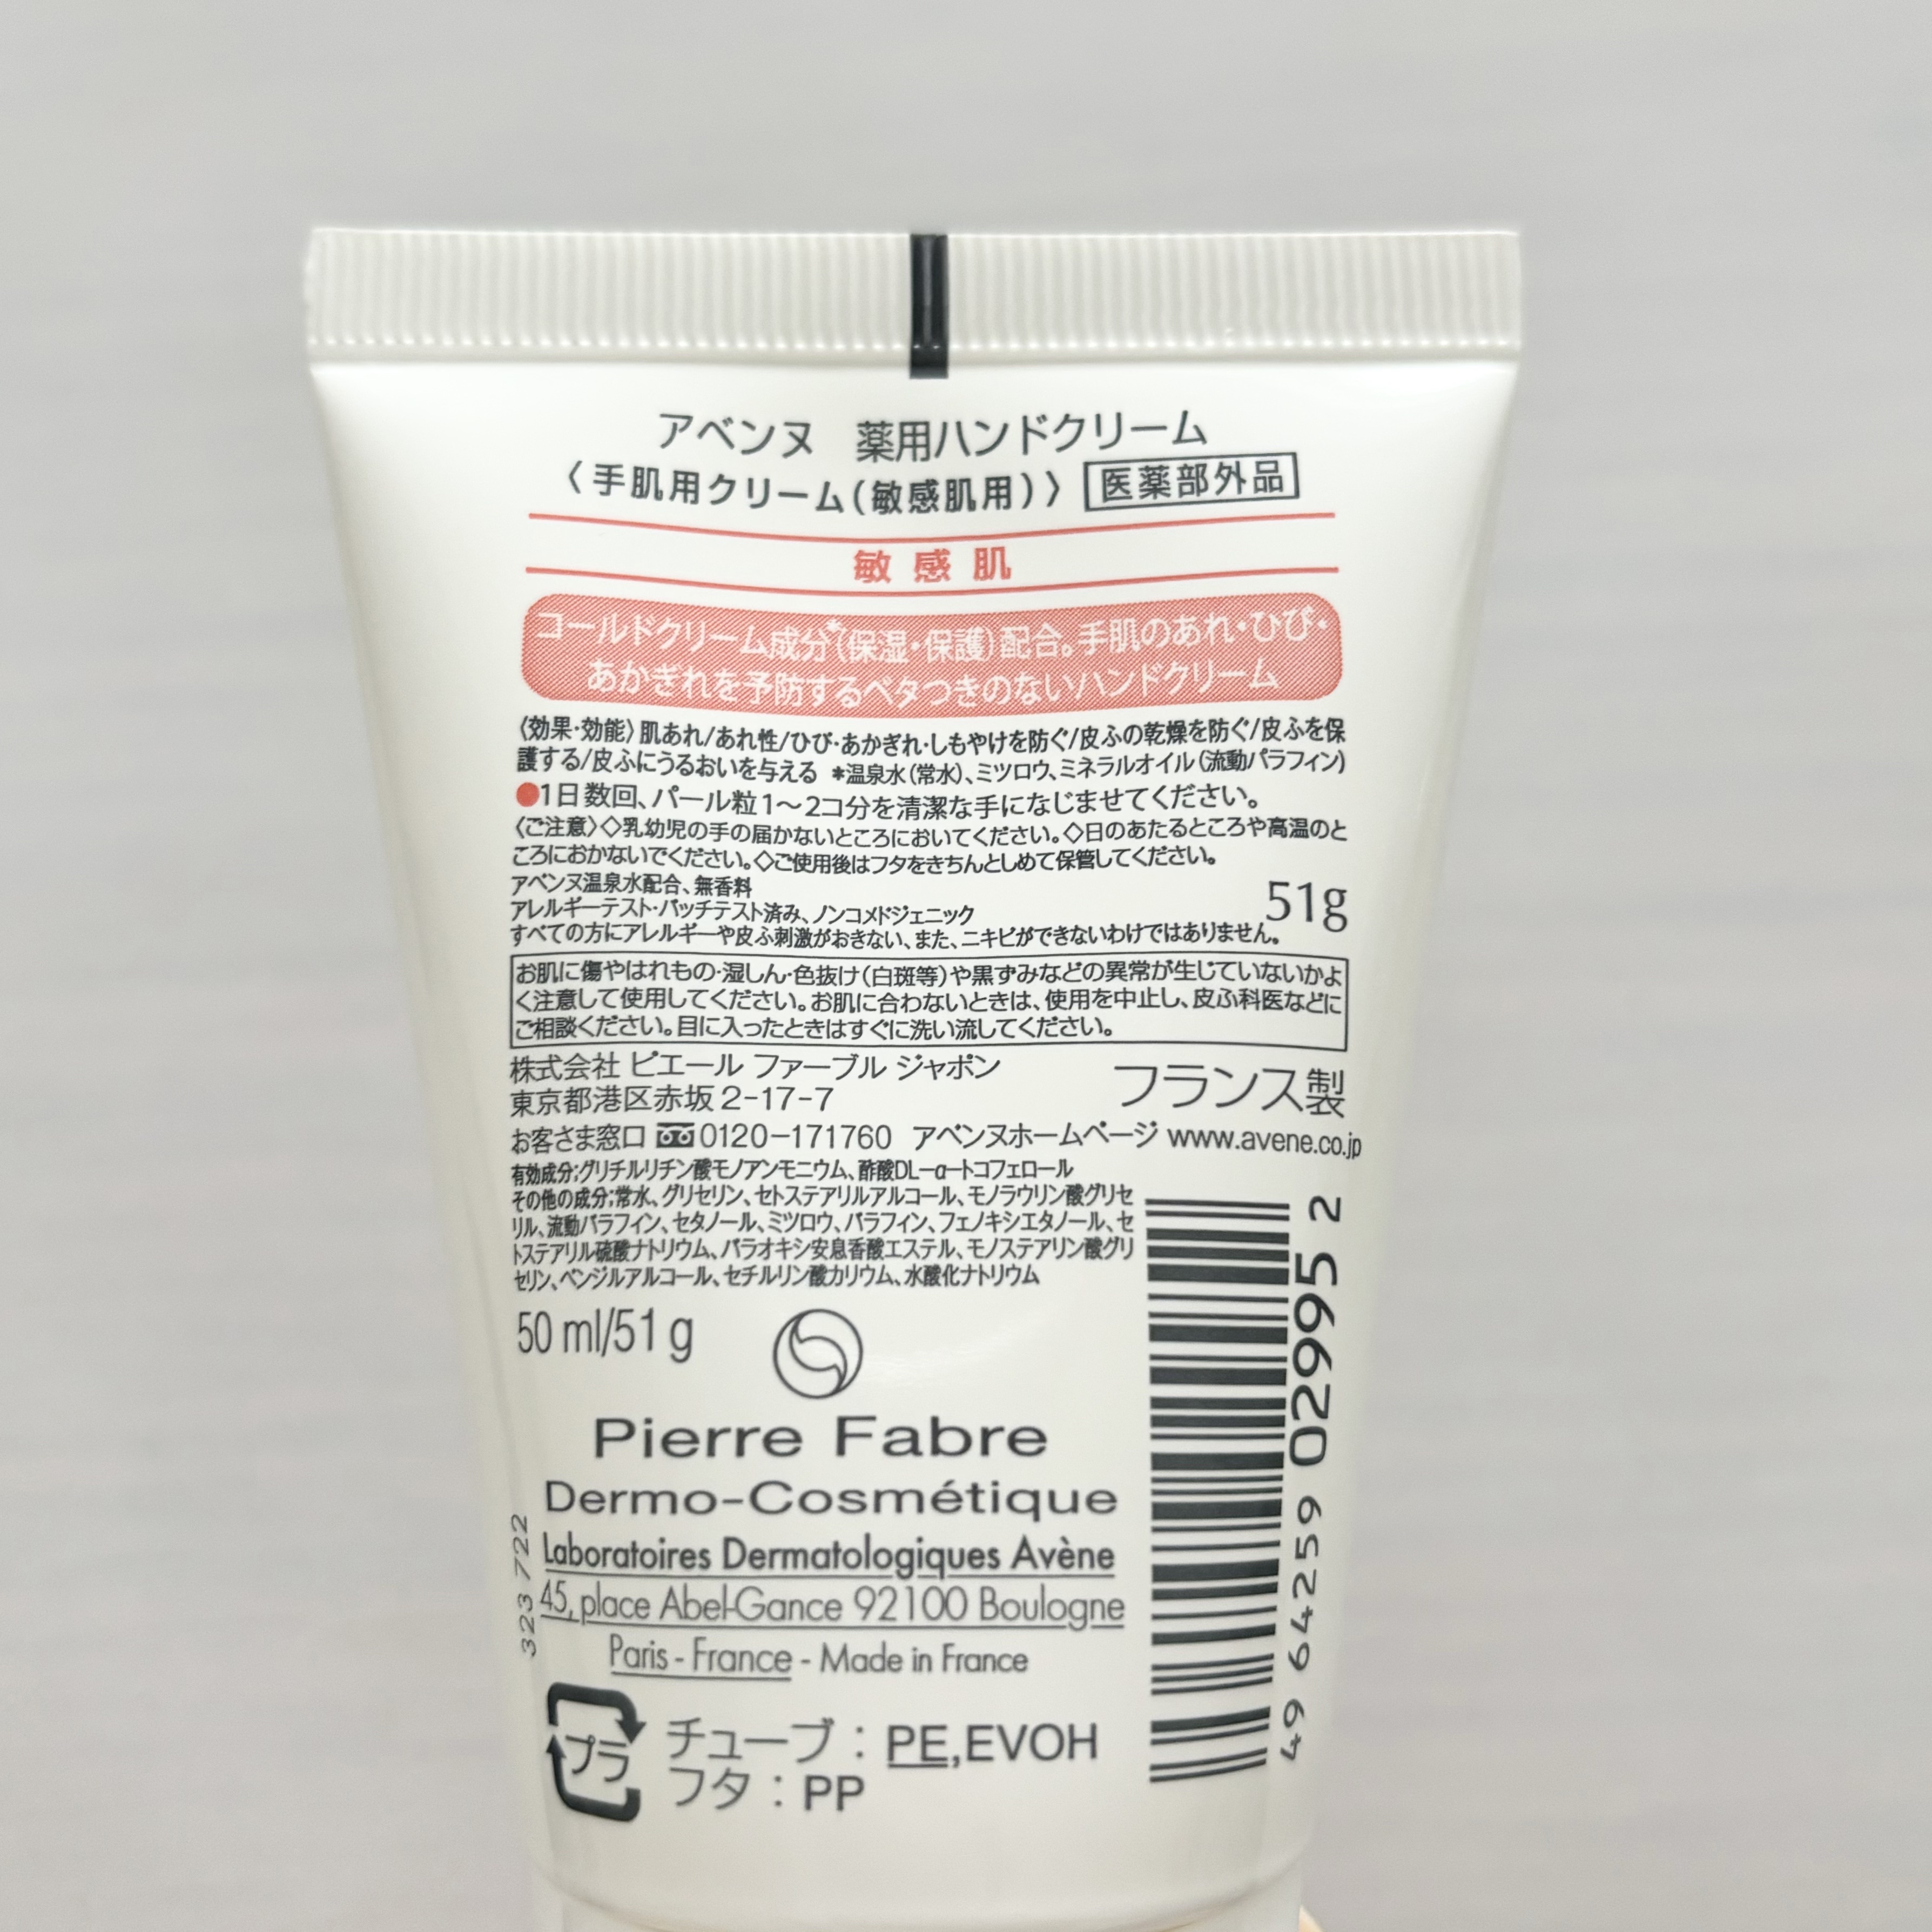 アベンヌ 薬用ハンドクリーム
〈手肌用クリーム(敏感肌用)〉 医薬部外品
敏感肌
コールドクリーム成分*(保湿・保護)配合。手肌のあれ・ひび・
あかぎれを予防するベタつきのないハンドクリーム
〈効果・効能〉肌あれ/あれ性/ひび・あかぎれ・しもやけを防ぐ/皮ふの乾燥を防ぐ/皮ふを保
護する/皮ふにうるおいを与える *温泉水(常水)、ミツロウ、ミネラルオイル(流動パラフィン)
●1日数回、パール粒1〜2コ分を清潔な手になじませてください。
〈ご注意〉◇乳幼児の手の届かないところにおいてください。◇日のあたるところや高温のと
ころにおかないでください。◇ご使用後はフタをきちんとしめて保管してください。
アベンヌ温泉水配合、無香料
アレルギーテスト・パッチテスト済み、ノンコメドジェニック
51g
すべての方にアレルギーや皮ふ刺激がおきない、また、ニキビができないわけではありません。
お肌に傷やはれもの・湿しん・色抜け(白斑等)や黒ずみなどの異常が生じていないかよ
く注意して使用してください。お肌に合わないときは、使用を中止し、皮ふ科医などに
ご相談ください。目に入ったときはすぐに洗い流してください。
株式会社 ピエール ファーブル ジャポン
東京都港区赤坂2-17-7
フランス製
お客さま窓口 0120-171760 アベンヌホームページ www.avene.co.jp
有効成分;グリチルリチン酸モノアンモニウム、酢酸DL-α-トコフェロール
その他の成分;常水、グリセリン、セトステアリルアルコール、モノラウリン酸グリセ
リル、流動パラフィン、セタノール、ミツロウ、パラフィン、フェノキシエタノール、セ
トステアリル硫酸ナトリウム、パラオキシ安息香酸エステル、モノステアリン酸グリ
セリン、ベンジルアルコール、セチルリン酸カリウム、水酸化ナトリウム
50 ml/51 g
Pierre Fabre
Dermo-Cosmétique
Laboratoires Dermatologiques Avène
45, place Abel-Gance 92100 Boulogne
Paris - France - Made in France
323 722
プラ
チューブ : PE,EVOH
フタ : PP
49 64259 02995 2